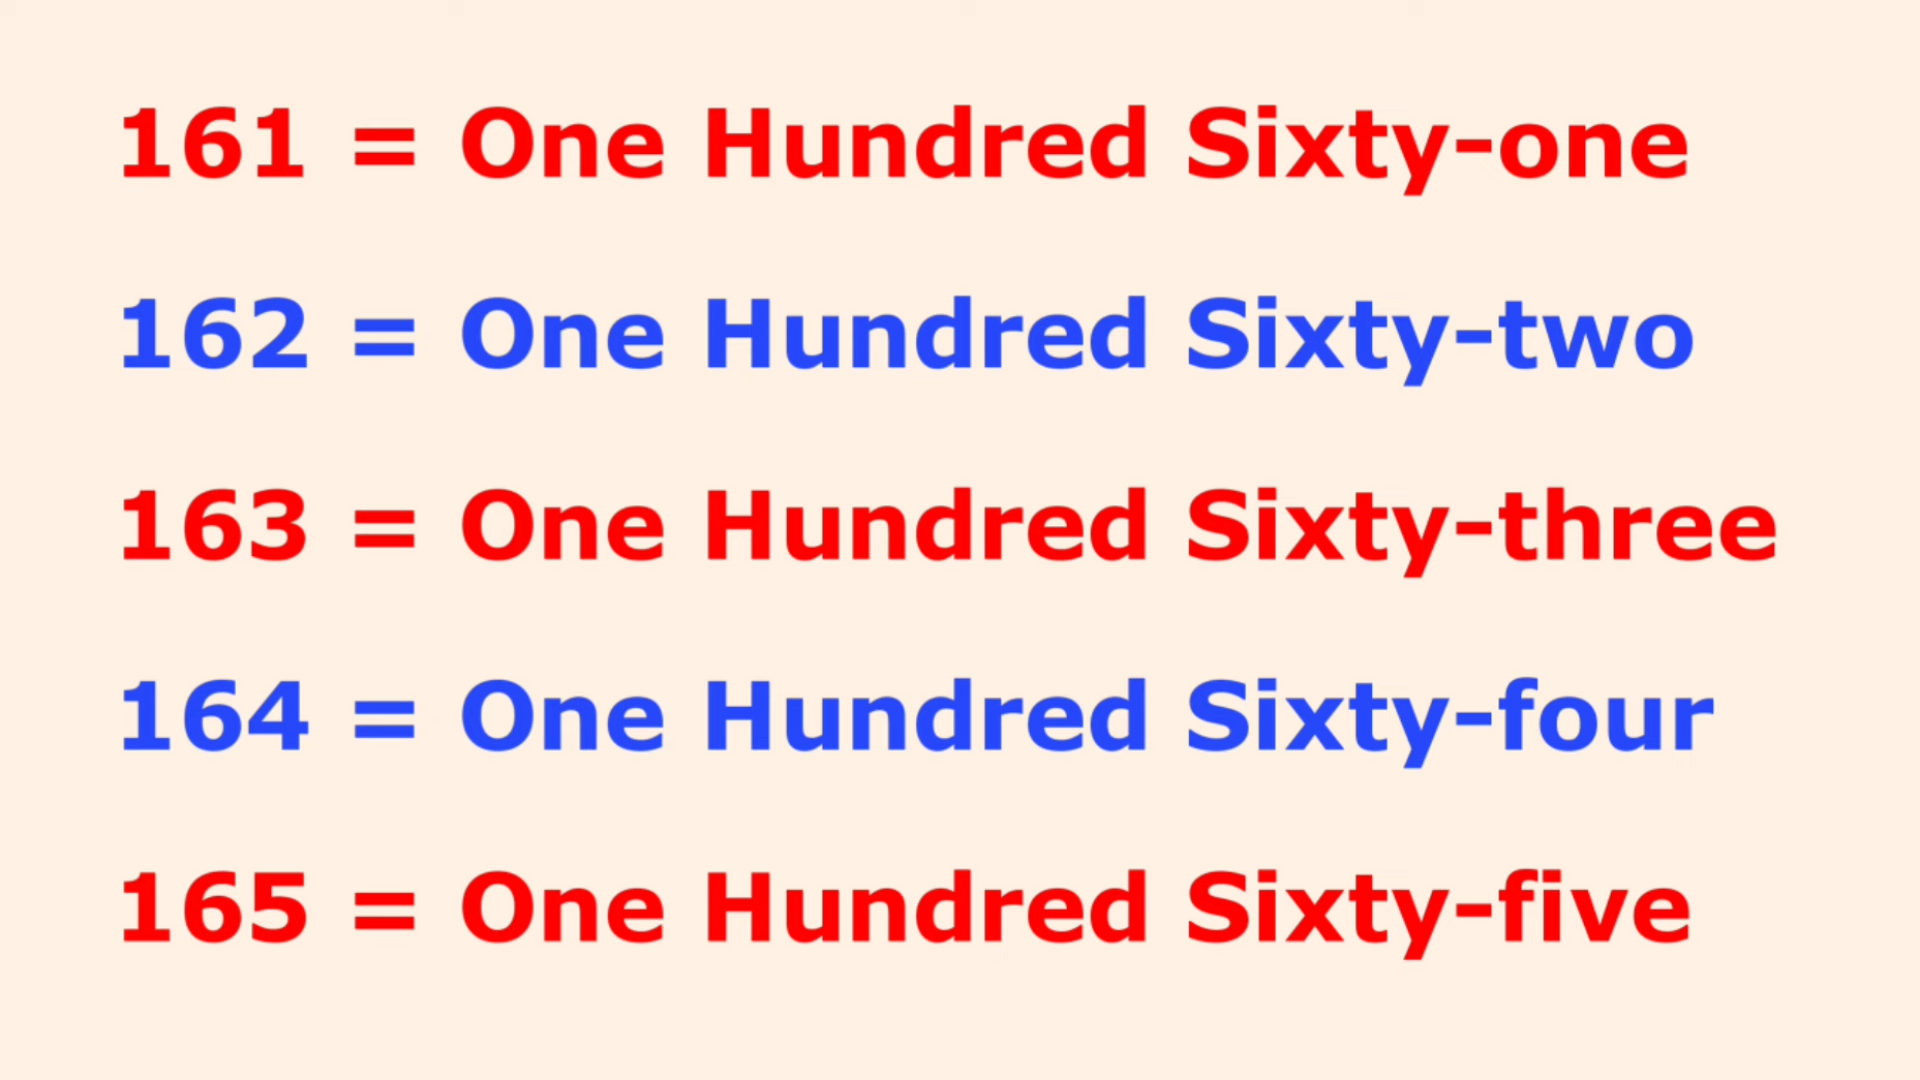 161 = One Hundred Sixty-one
162 = One Hundred Sixty-two
163 = One Hundred Sixty-three
164 = One Hundred Sixty-four
165 = One Hundred Sixty-five